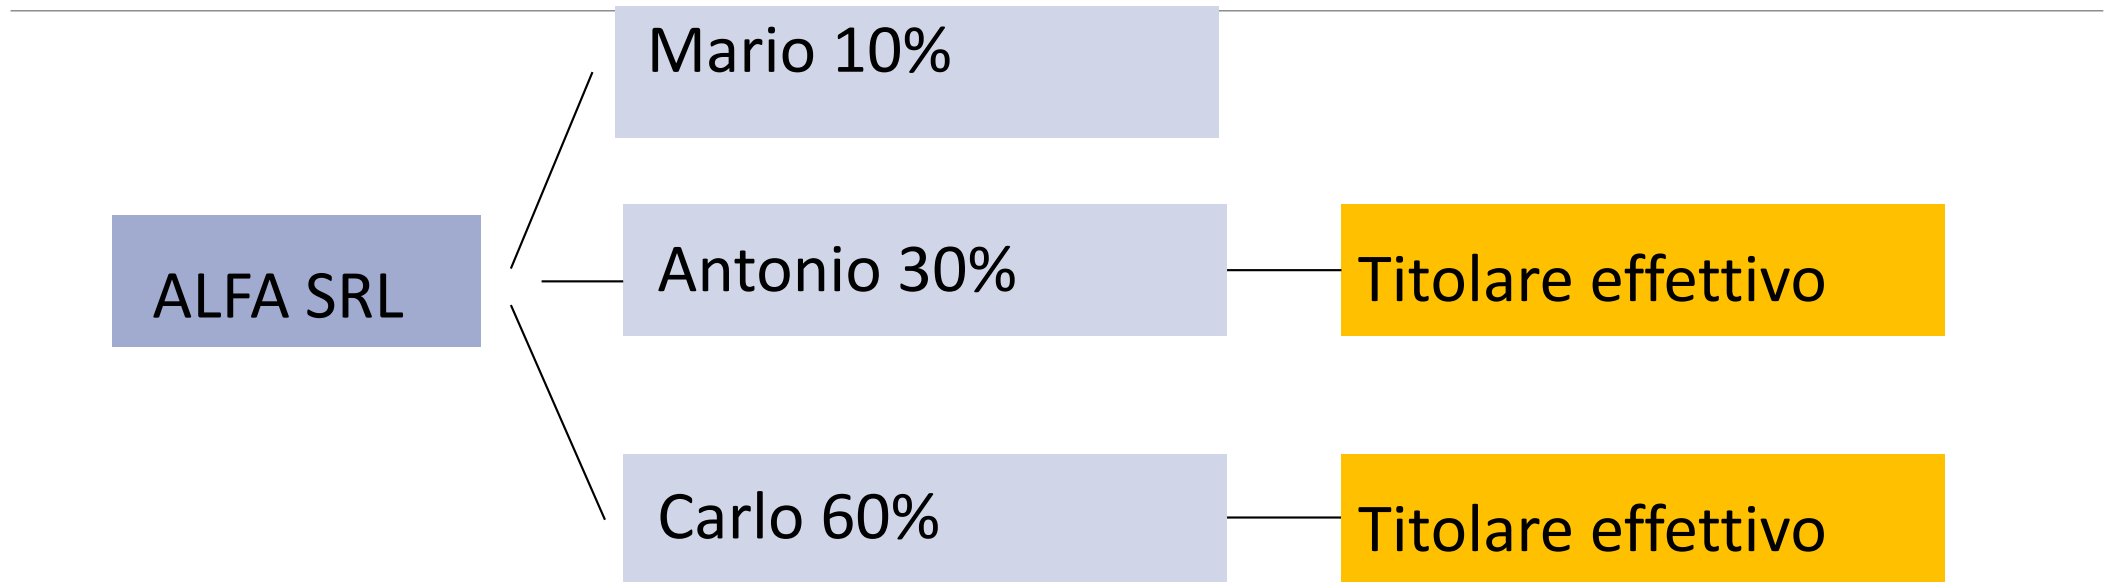 Mario 10%
ALFA SRL
Antonio 30%
Titolare effettivo
Carlo 60%
Titolare effettivo